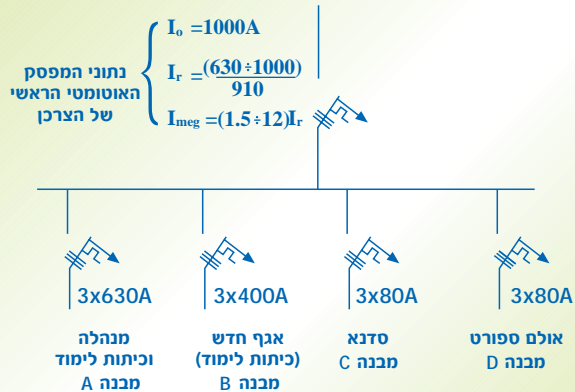 נתוני המפסק
האוטומטי הראשי
של הצרכן
I₀ =1000A
Iᵣ =(630÷1000)/910
Imeg =(1.5÷12)Iᵣ
3x630A
3x400A
3x80A
3x80A
מנהלה
וכיתות לימוד
מבנה A
אגף חדש
(כיתות לימוד)
מבנה B
סדנא
מבנה C
אולם ספורט
מבנה D